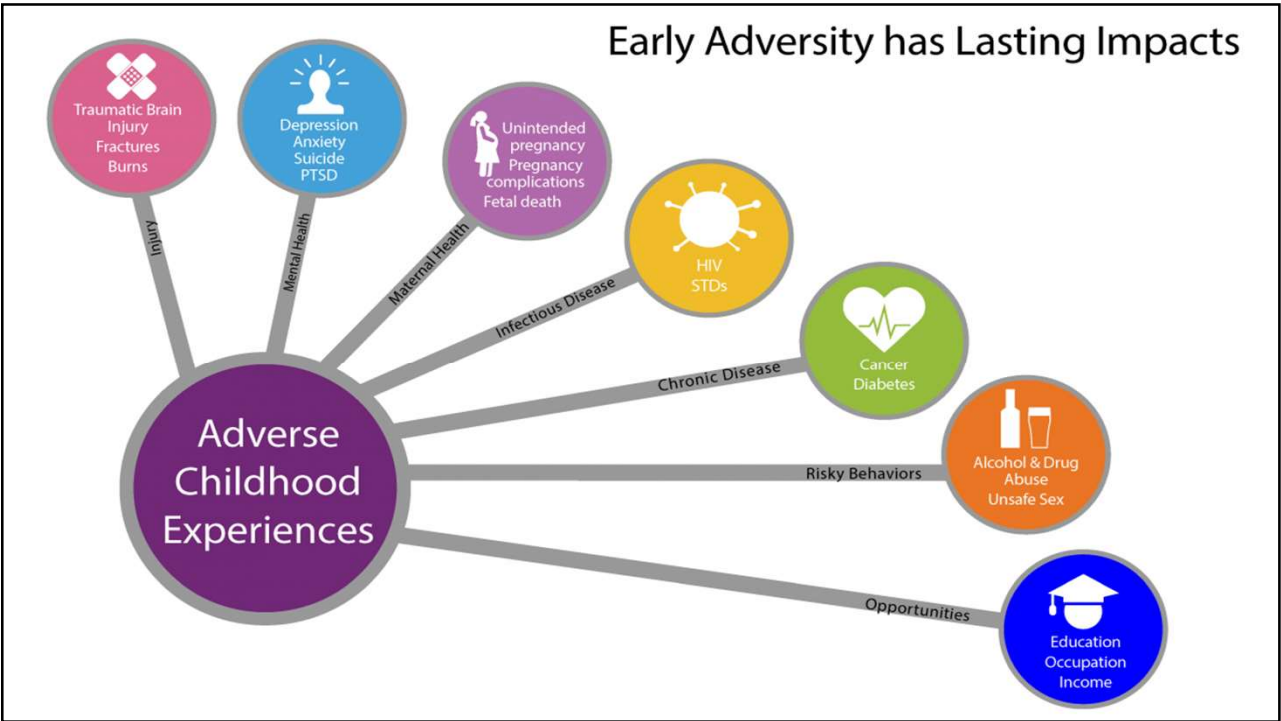 Early Adversity has Lasting Impacts
Traumatic Brain
Injury
Fractures
Burns
Injury
Depression
Anxiety
Suicide
PTSD
Mental Health
Unintended
pregnancy
Pregnancy
complications
Fetal death
Maternal Health
HIV
STDs
Infectious Disease
Cancer
Diabetes
Chronic Disease
Alcohol & Drug
Abuse
Unsafe Sex
Risky Behaviors
Education
Occupation
Income
Opportunities
Adverse
Childhood
Experiences